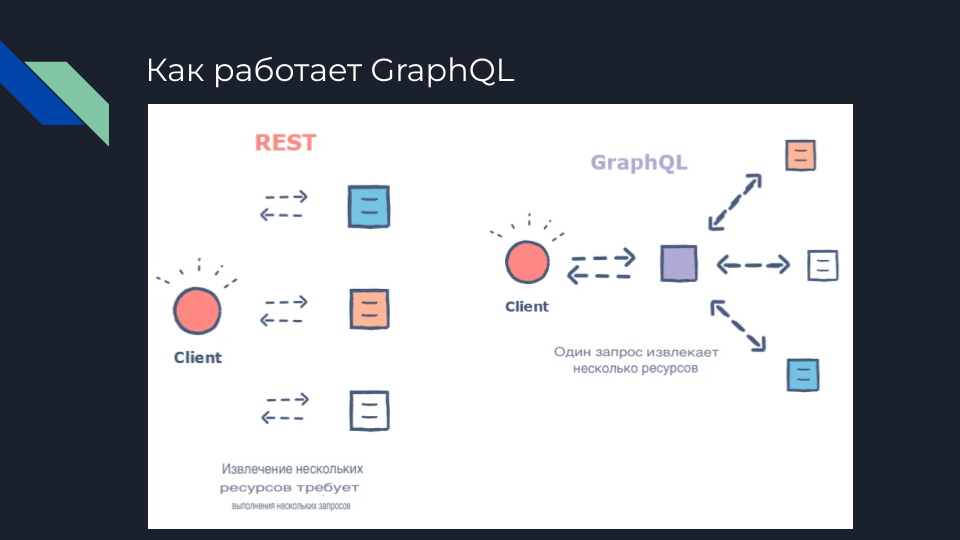 Как работает GraphQL
REST
Client
Извлечение нескольких
ресурсов требует
выполнения нескольких запросов
GraphQL
Client
Один запрос извлекает
несколько ресурсов